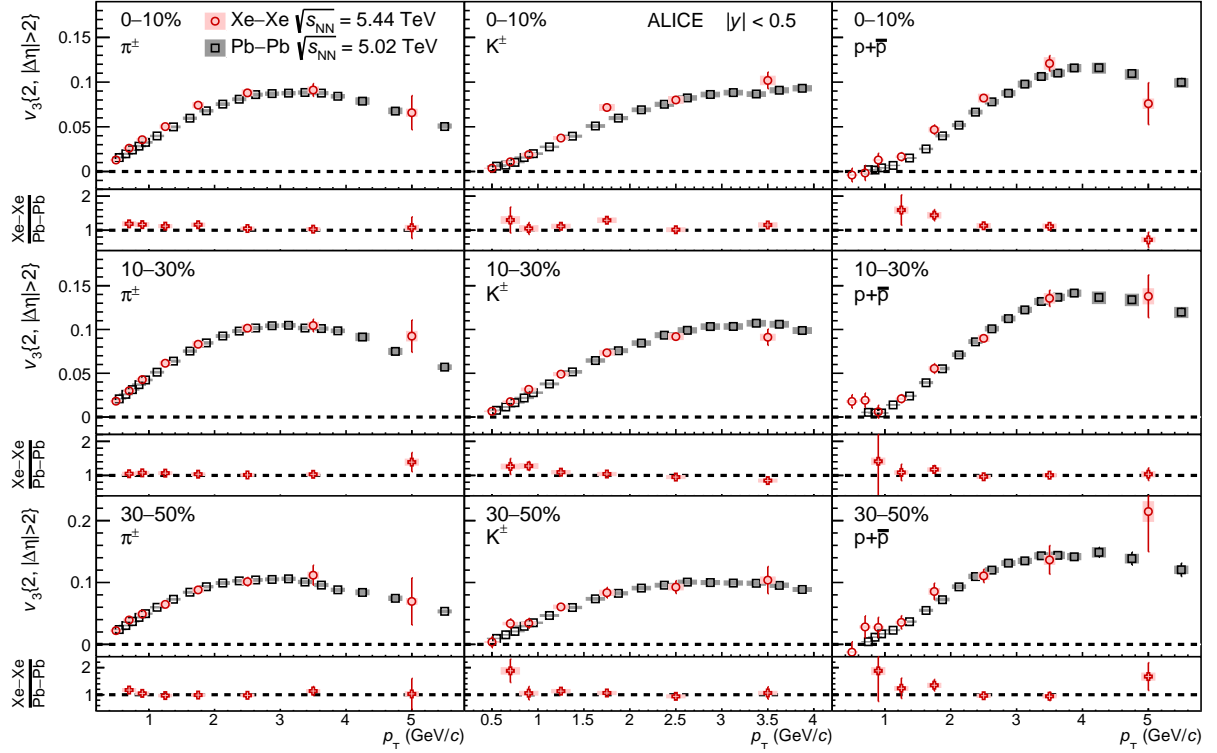 0–10%
Xe–Xe √s_NN = 5.44 TeV
π±
Pb–Pb √s_NN = 5.02 TeV
0–10%
ALICE |y| < 0.5
K±
0–10%
p+p̅
v₃{2, |Δη|>2}
0.15
0.1
0.05
0
Xe–Xe
Pb–Pb
2
1
10–30%
π±
10–30%
K±
10–30%
p+p̅
v₃{2, |Δη|>2}
0.15
0.1
0.05
0
Xe–Xe
Pb–Pb
2
1
30–50%
π±
30–50%
K±
30–50%
p+p̅
v₃{2, |Δη|>2}
0.2
0.1
0
Xe–Xe
Pb–Pb
2
1
1 2 3 4 5
0.5 1 1.5 2 2.5 3 3.5 4
1 2 3 4 5
p_T (GeV/c)
p_T (GeV/c)
p_T (GeV/c)